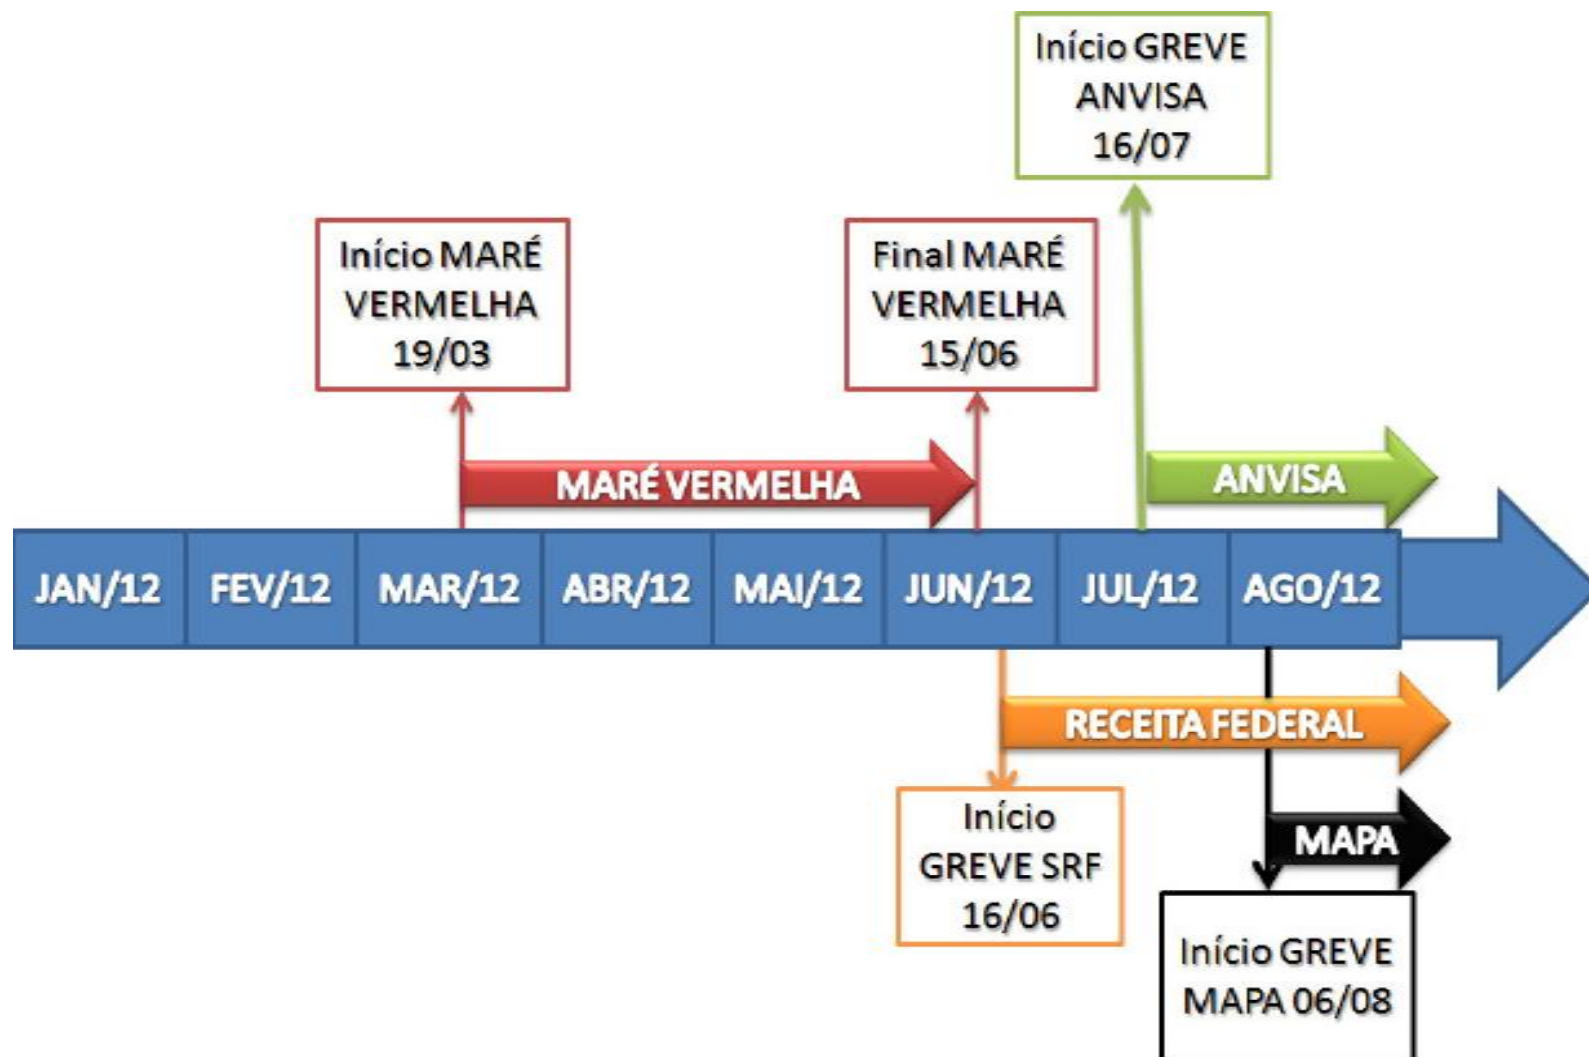 Início GREVE
ANVISA
16/07
Início MARÉ
VERMELHA
19/03
Final MARÉ
VERMELHA
15/06
MARÉ VERMELHA
ANVISA
JAN/12
FEV/12
MAR/12
ABR/12
MAI/12
JUN/12
JUL/12
AGO/12
RECEITA FEDERAL
Início
GREVE SRF
16/06
MAPA
Início GREVE
MAPA 06/08